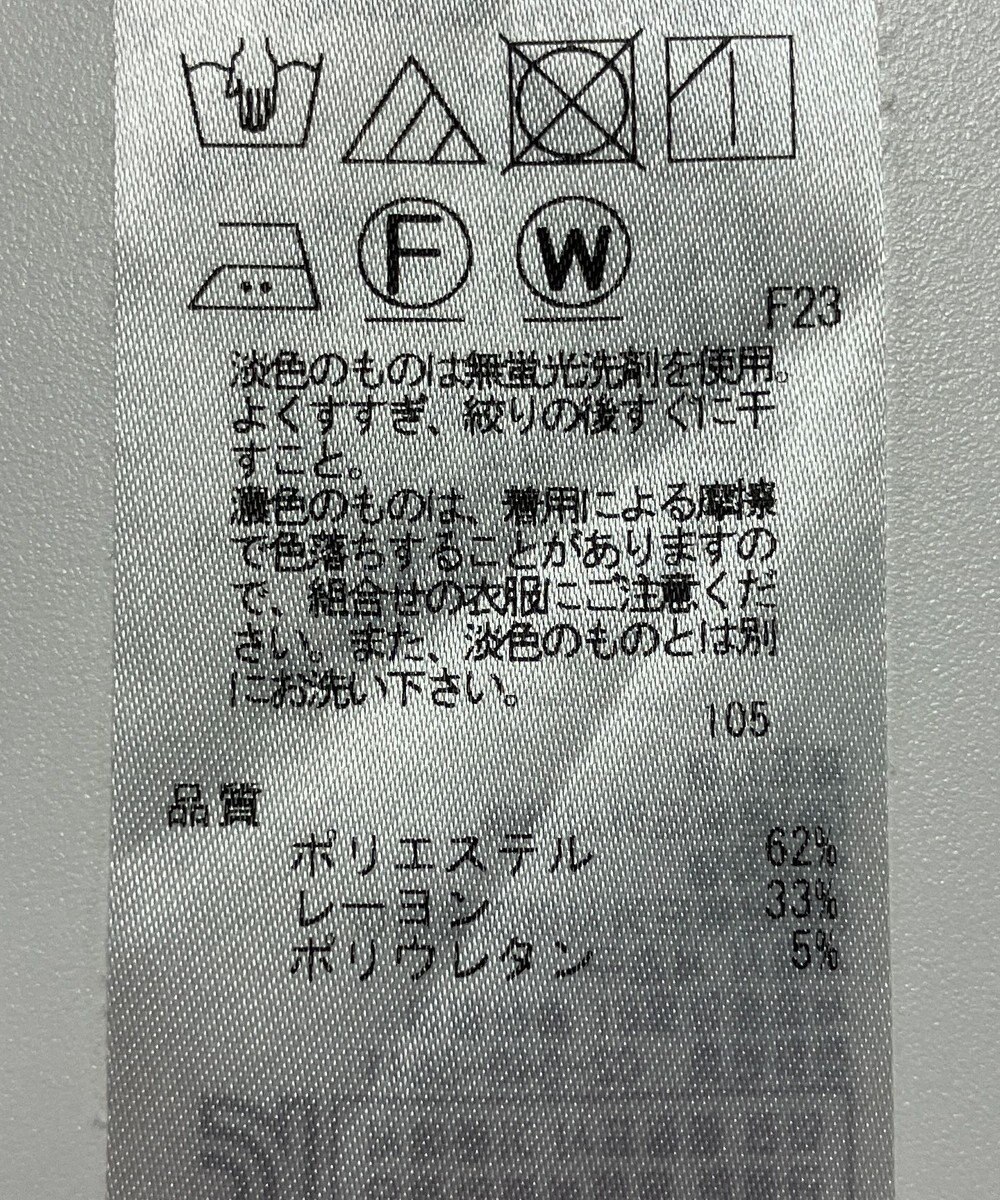 F W
F23
淡色のものは無蛍光洗剤を使用。
よくすすぎ、絞りの後すぐに干
すこと。
濃色のものは、着用による摩擦
で色落ちすることがありますの
で、組合せの衣服にご注意くだ
さい。また、淡色のものとは別
にお洗い下さい。
105
品質
ポリエステル 62%
レーヨン 33%
ポリウレタン 5%